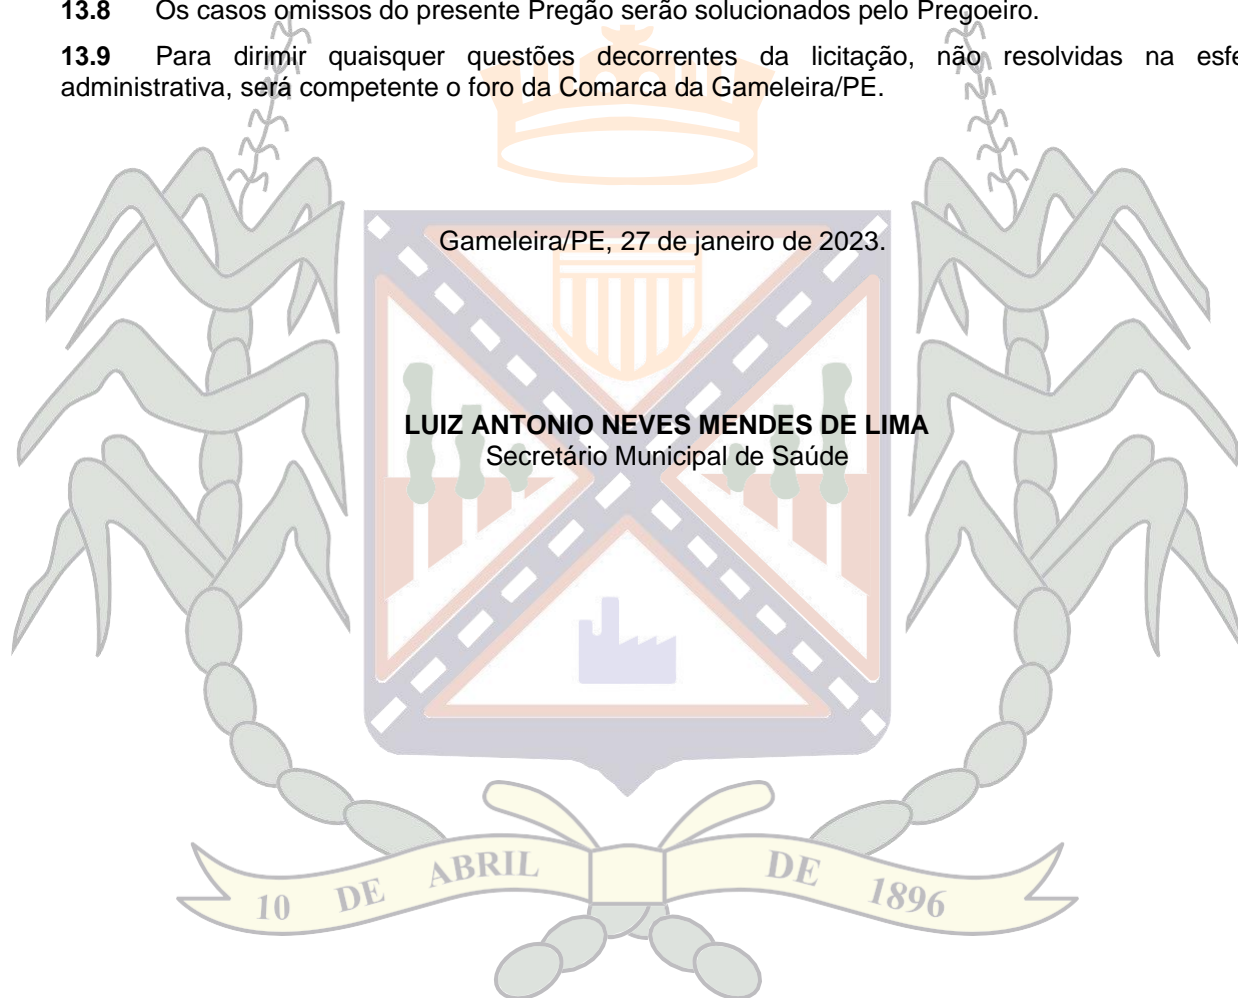 13.8 Os casos omissos do presente Pregão serão solucionados pelo Pregoeiro.
13.9 Para dirimir quaisquer questões decorrentes da licitação, não resolvidas na esfe
administrativa, será competente o foro da Comarca da Gameleira/PE.
Gameleira/PE, 27 de janeiro de 2023.
LUIZ ANTONIO NEVES MENDES DE LIMA
Secretário Municipal de Saúde
10 DE ABRIL DE 1896